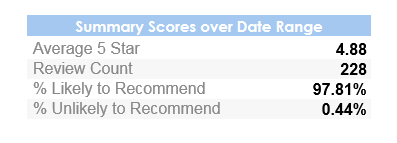 Summary Scores over Date Range
Average 5 Star 4.88
Review Count 228
% Likely to Recommend 97.81%
% Unlikely to Recommend 0.44%